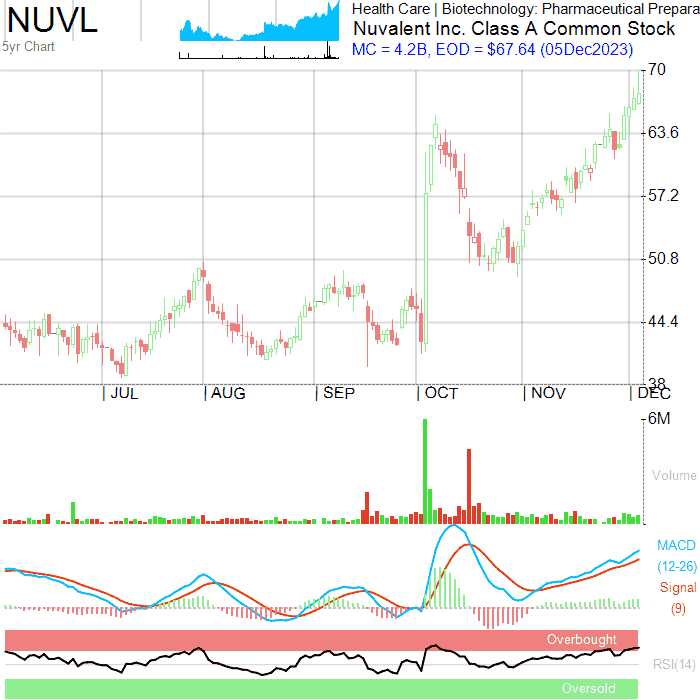 NUVL
5yr Chart
Health Care | Biotechnology: Pharmaceutical Prepara
Nuvalent Inc. Class A Common Stock
MC = 4.2B, EOD = $67.64 (05Dec2023)
70
63.6
57.2
50.8
44.4
38
| JUL | AUG | SEP | OCT | NOV | DEC
6M
Volume
MACD
(12-26)
Signal
(9)
Overbought
RSI(14)
Oversold